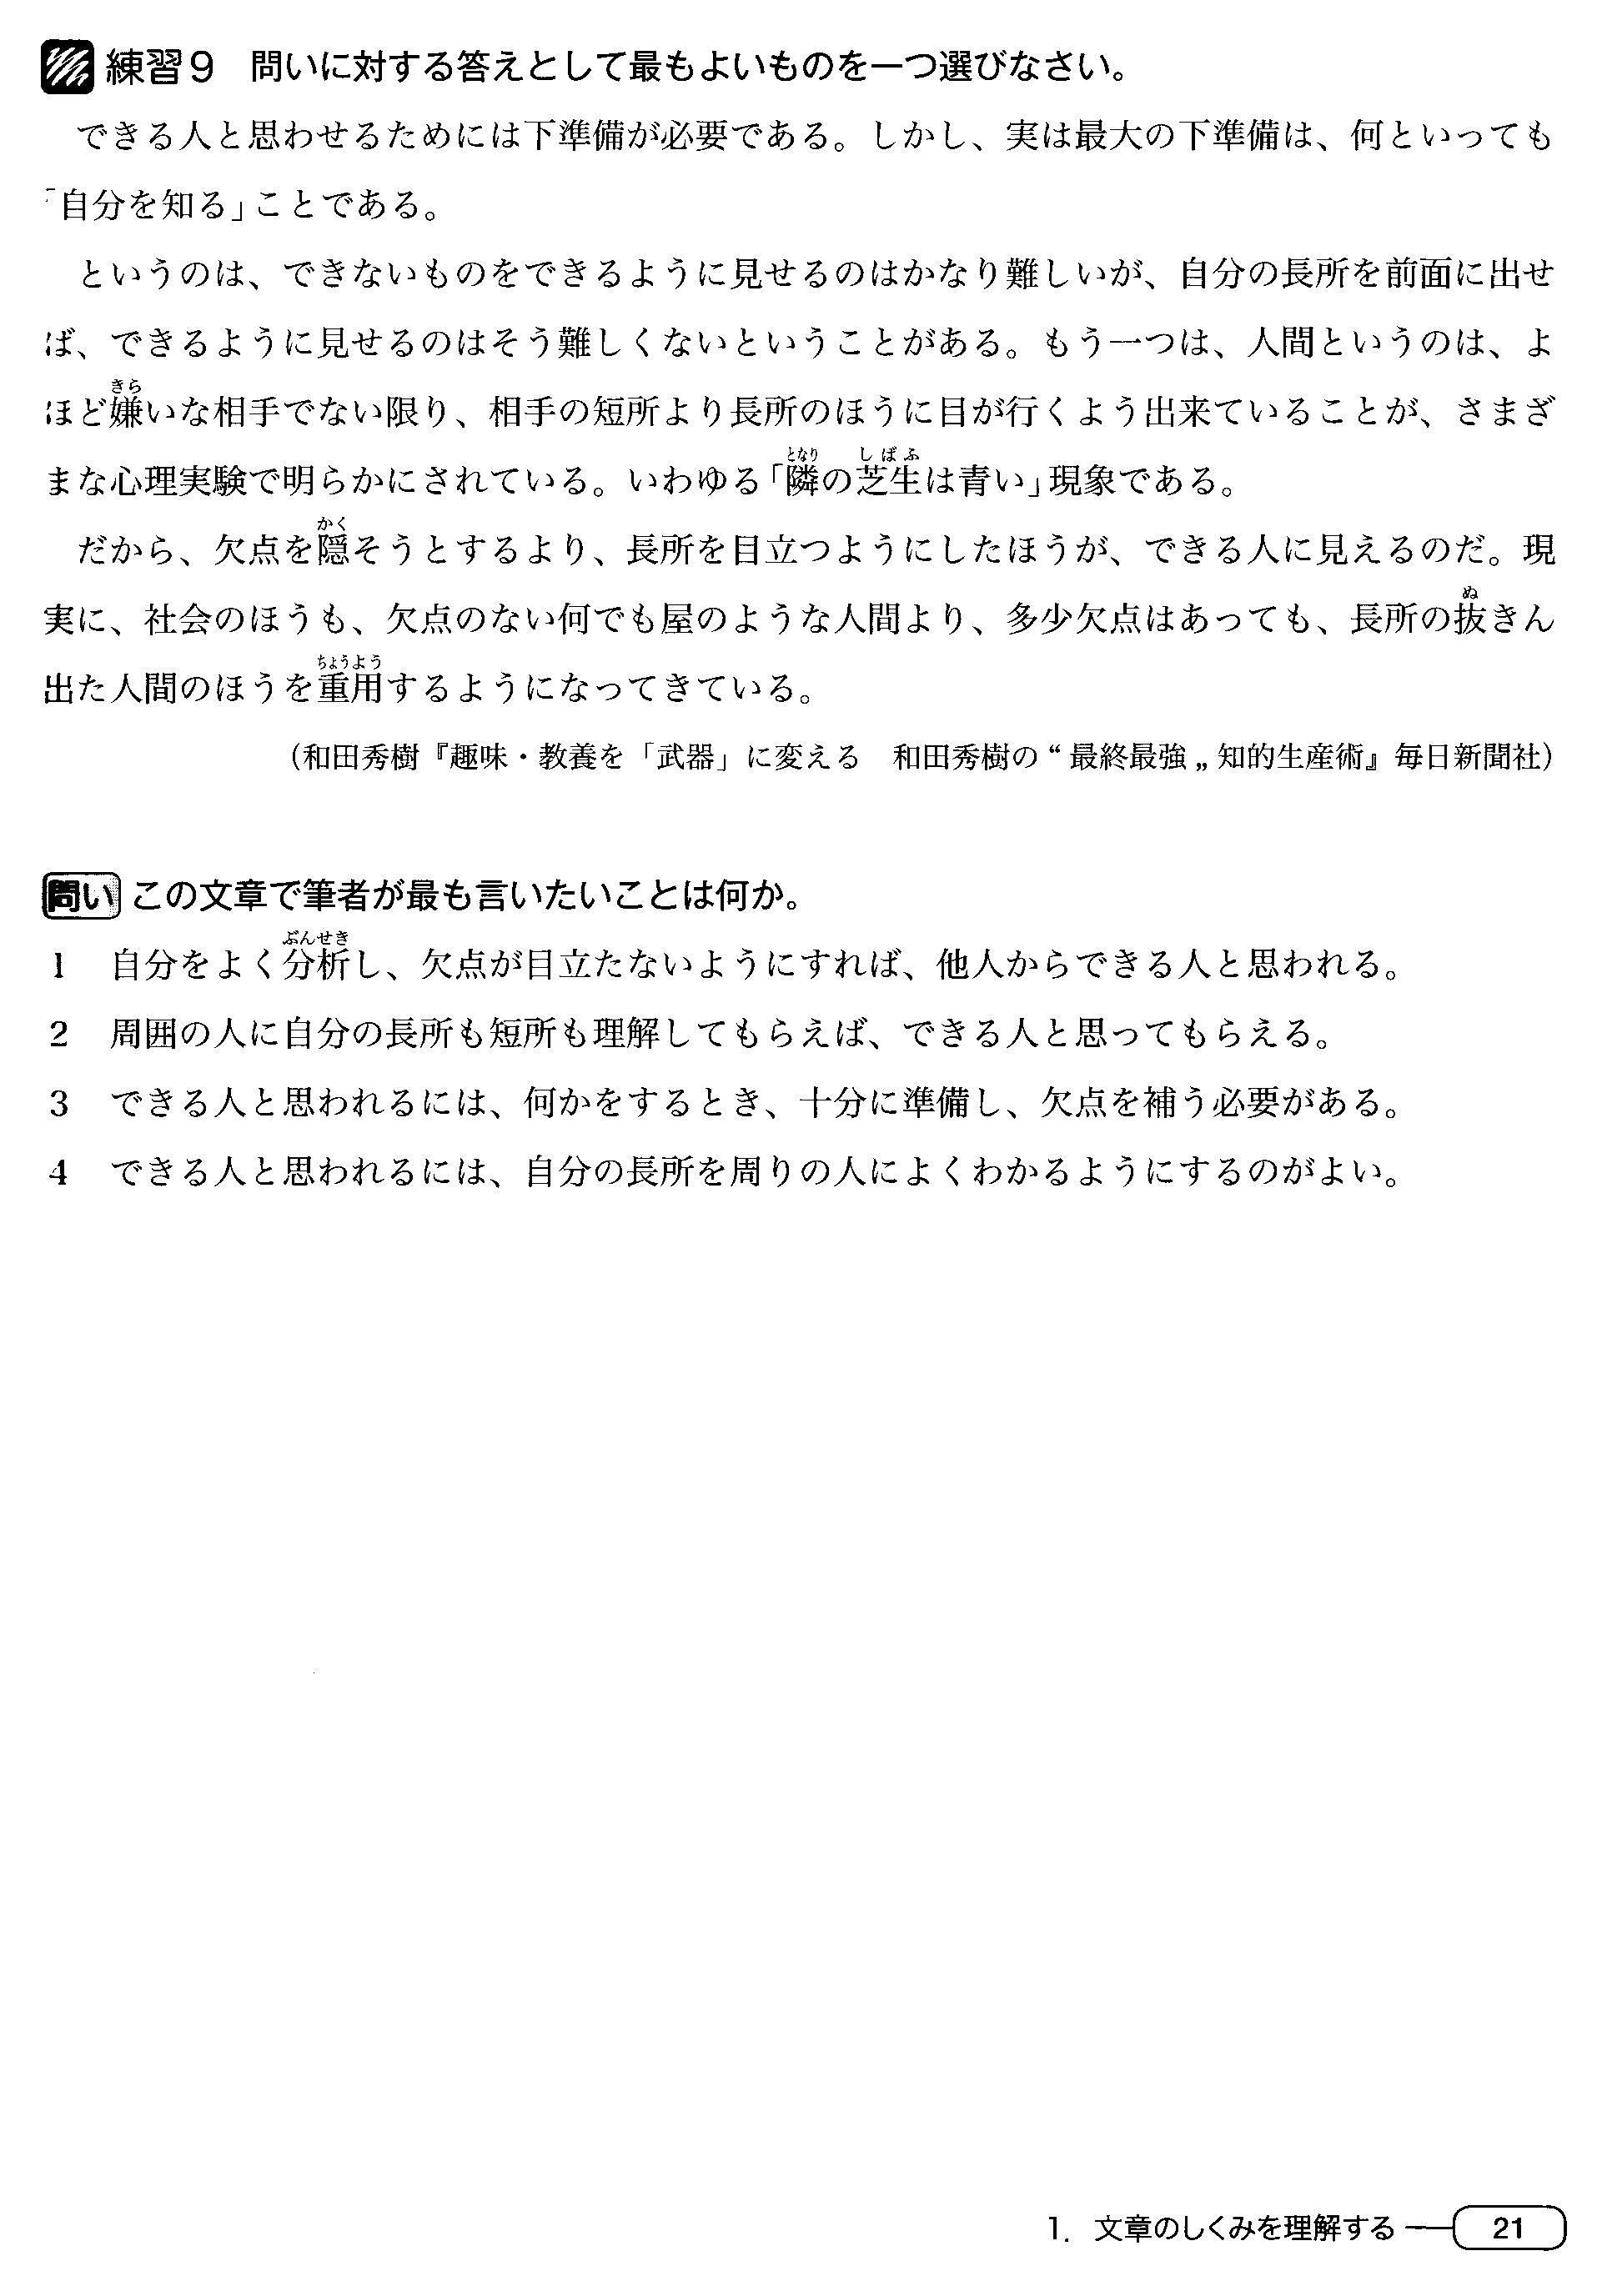 練習９　問いに対する答えとして最もよいものを一つ選びなさい。
できる人と思わせるためには下準備が必要である。しかし、実は最大の下準備は、何といっても
「自分を知る」ことである。
というのは、できないものをできるように見せるのはかなり難しいが、自分の長所を前面に出せ
ば、できるように見せるのはそう難しくないということがある。もう一つは、人間というのは、よ
きら
ほど嫌いな相手でない限り、相手の短所より長所のほうに目が行くよう出来ていることが、さまざ
となり　しばふ
まな心理実験で明らかにされている。いわゆる「隣の芝生は青い」現象である。
かく
だから、欠点を隠そうとするより、長所を目立つようにしたほうが、できる人に見えるのだ。現
ぬ
実に、社会のほうも、欠点のない何でも屋のような人間より、多少欠点はあっても、長所の抜きん
ちょうよう
出た人間のほうを重用するようになってきている。
（和田秀樹『趣味・教養を「武器」に変える　和田秀樹の“最終最強„知的生産術』毎日新聞社）
問い この文章で筆者が最も言いたいことは何か。
ぶんせき
1　自分をよく分析し、欠点が目立たないようにすれば、他人からできる人と思われる。
2　周囲の人に自分の長所も短所も理解してもらえば、できる人と思ってもらえる。
3　できる人と思われるには、何かをするとき、十分に準備し、欠点を補う必要がある。
4　できる人と思われるには、自分の長所を周りの人によくわかるようにするのがよい。
1．文章のしくみを理解する　21